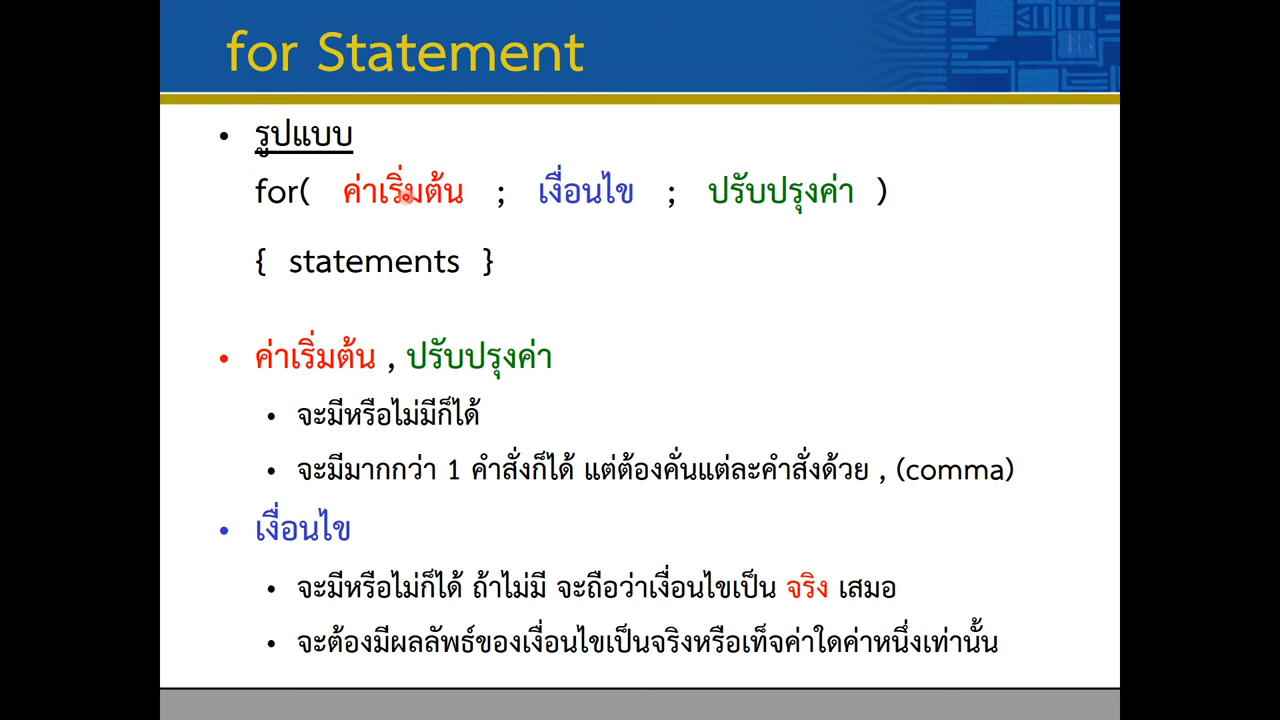 for Statement
• รูปแบบ
for( ค่าเริ่มต้น ; เงื่อนไข ; ปรับปรุงค่า )
{ statements }
• ค่าเริ่มต้น , ปรับปรุงค่า
• จะมีหรือไม่มีก็ได้
• จะมีมากกว่า 1 คำสั่งก็ได้ แต่ต้องคั่นแต่ละคำสั่งด้วย , (comma)
• เงื่อนไข
• จะมีหรือไม่ก็ได้ ถ้าไม่มี จะถือว่าเงื่อนไขเป็น จริง เสมอ
• จะต้องมีผลลัพธ์ของเงื่อนไขเป็นจริงหรือเท็จค่าใดค่าหนึ่งเท่านั้น